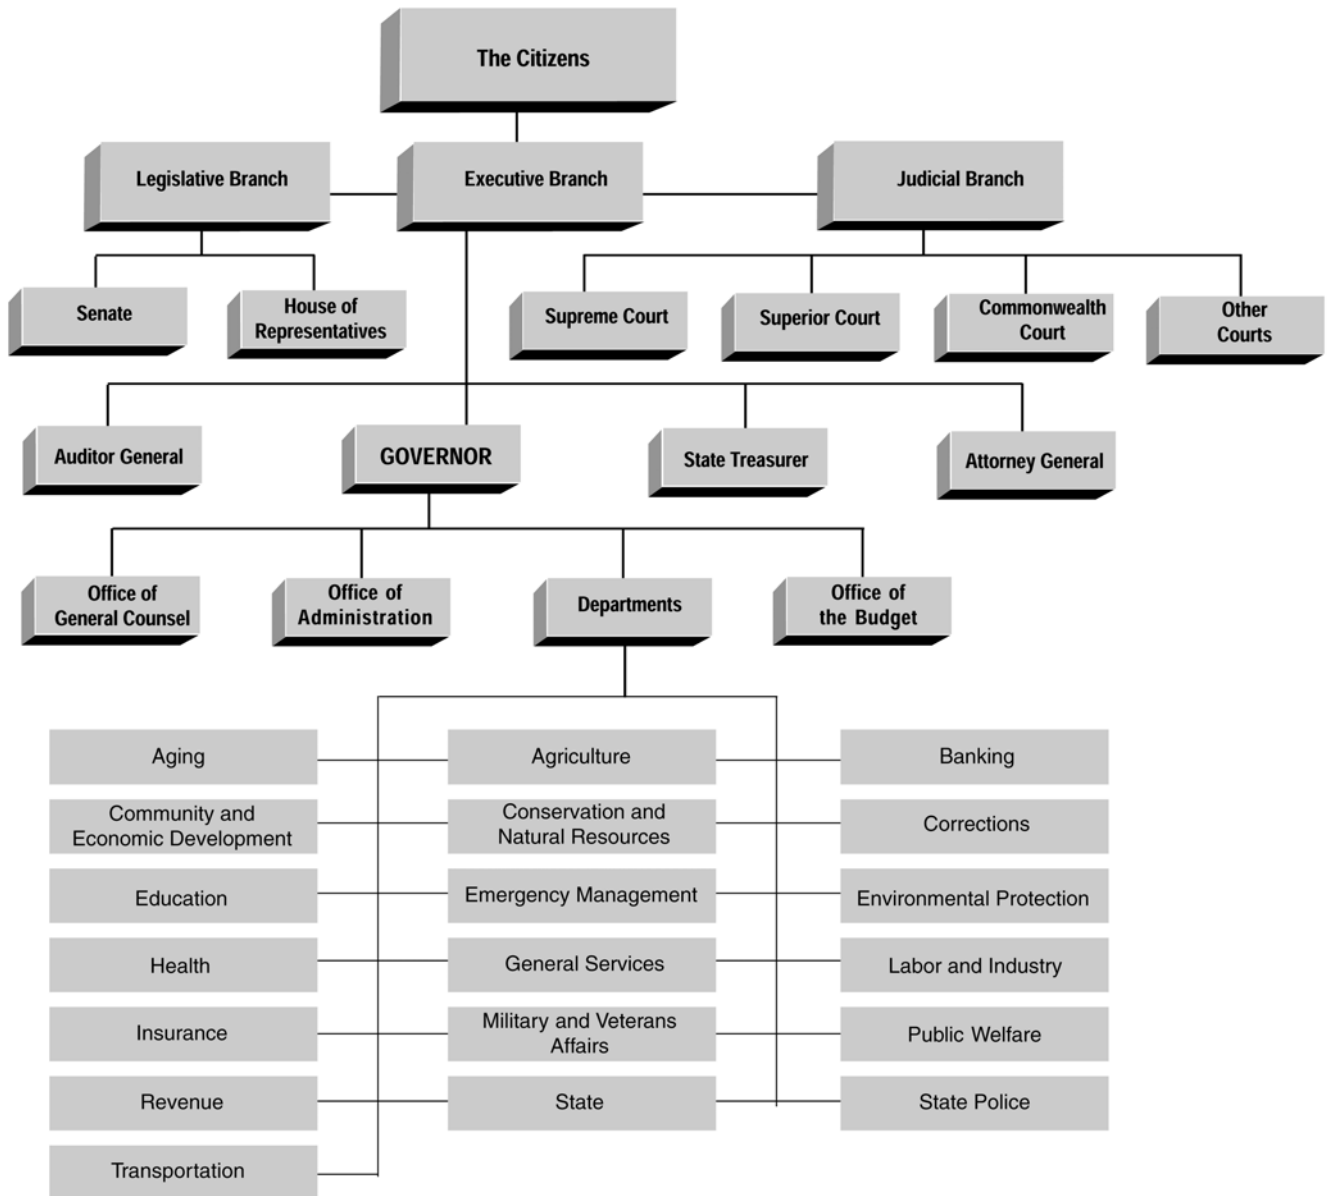 The Citizens
Legislative Branch
Executive Branch
Judicial Branch
Senate
House of
Representatives
Supreme Court
Superior Court
Commonwealth
Court
Other
Courts
Auditor General
GOVERNOR
State Treasurer
Attorney General
Office of
General Counsel
Office of
Administration
Departments
Office of
the Budget
Aging
Agriculture
Banking
Community and
Economic Development
Conservation and
Natural Resources
Corrections
Education
Emergency Management
Environmental Protection
Health
General Services
Labor and Industry
Insurance
Military and Veterans
Affairs
Public Welfare
Revenue
State
State Police
Transportation